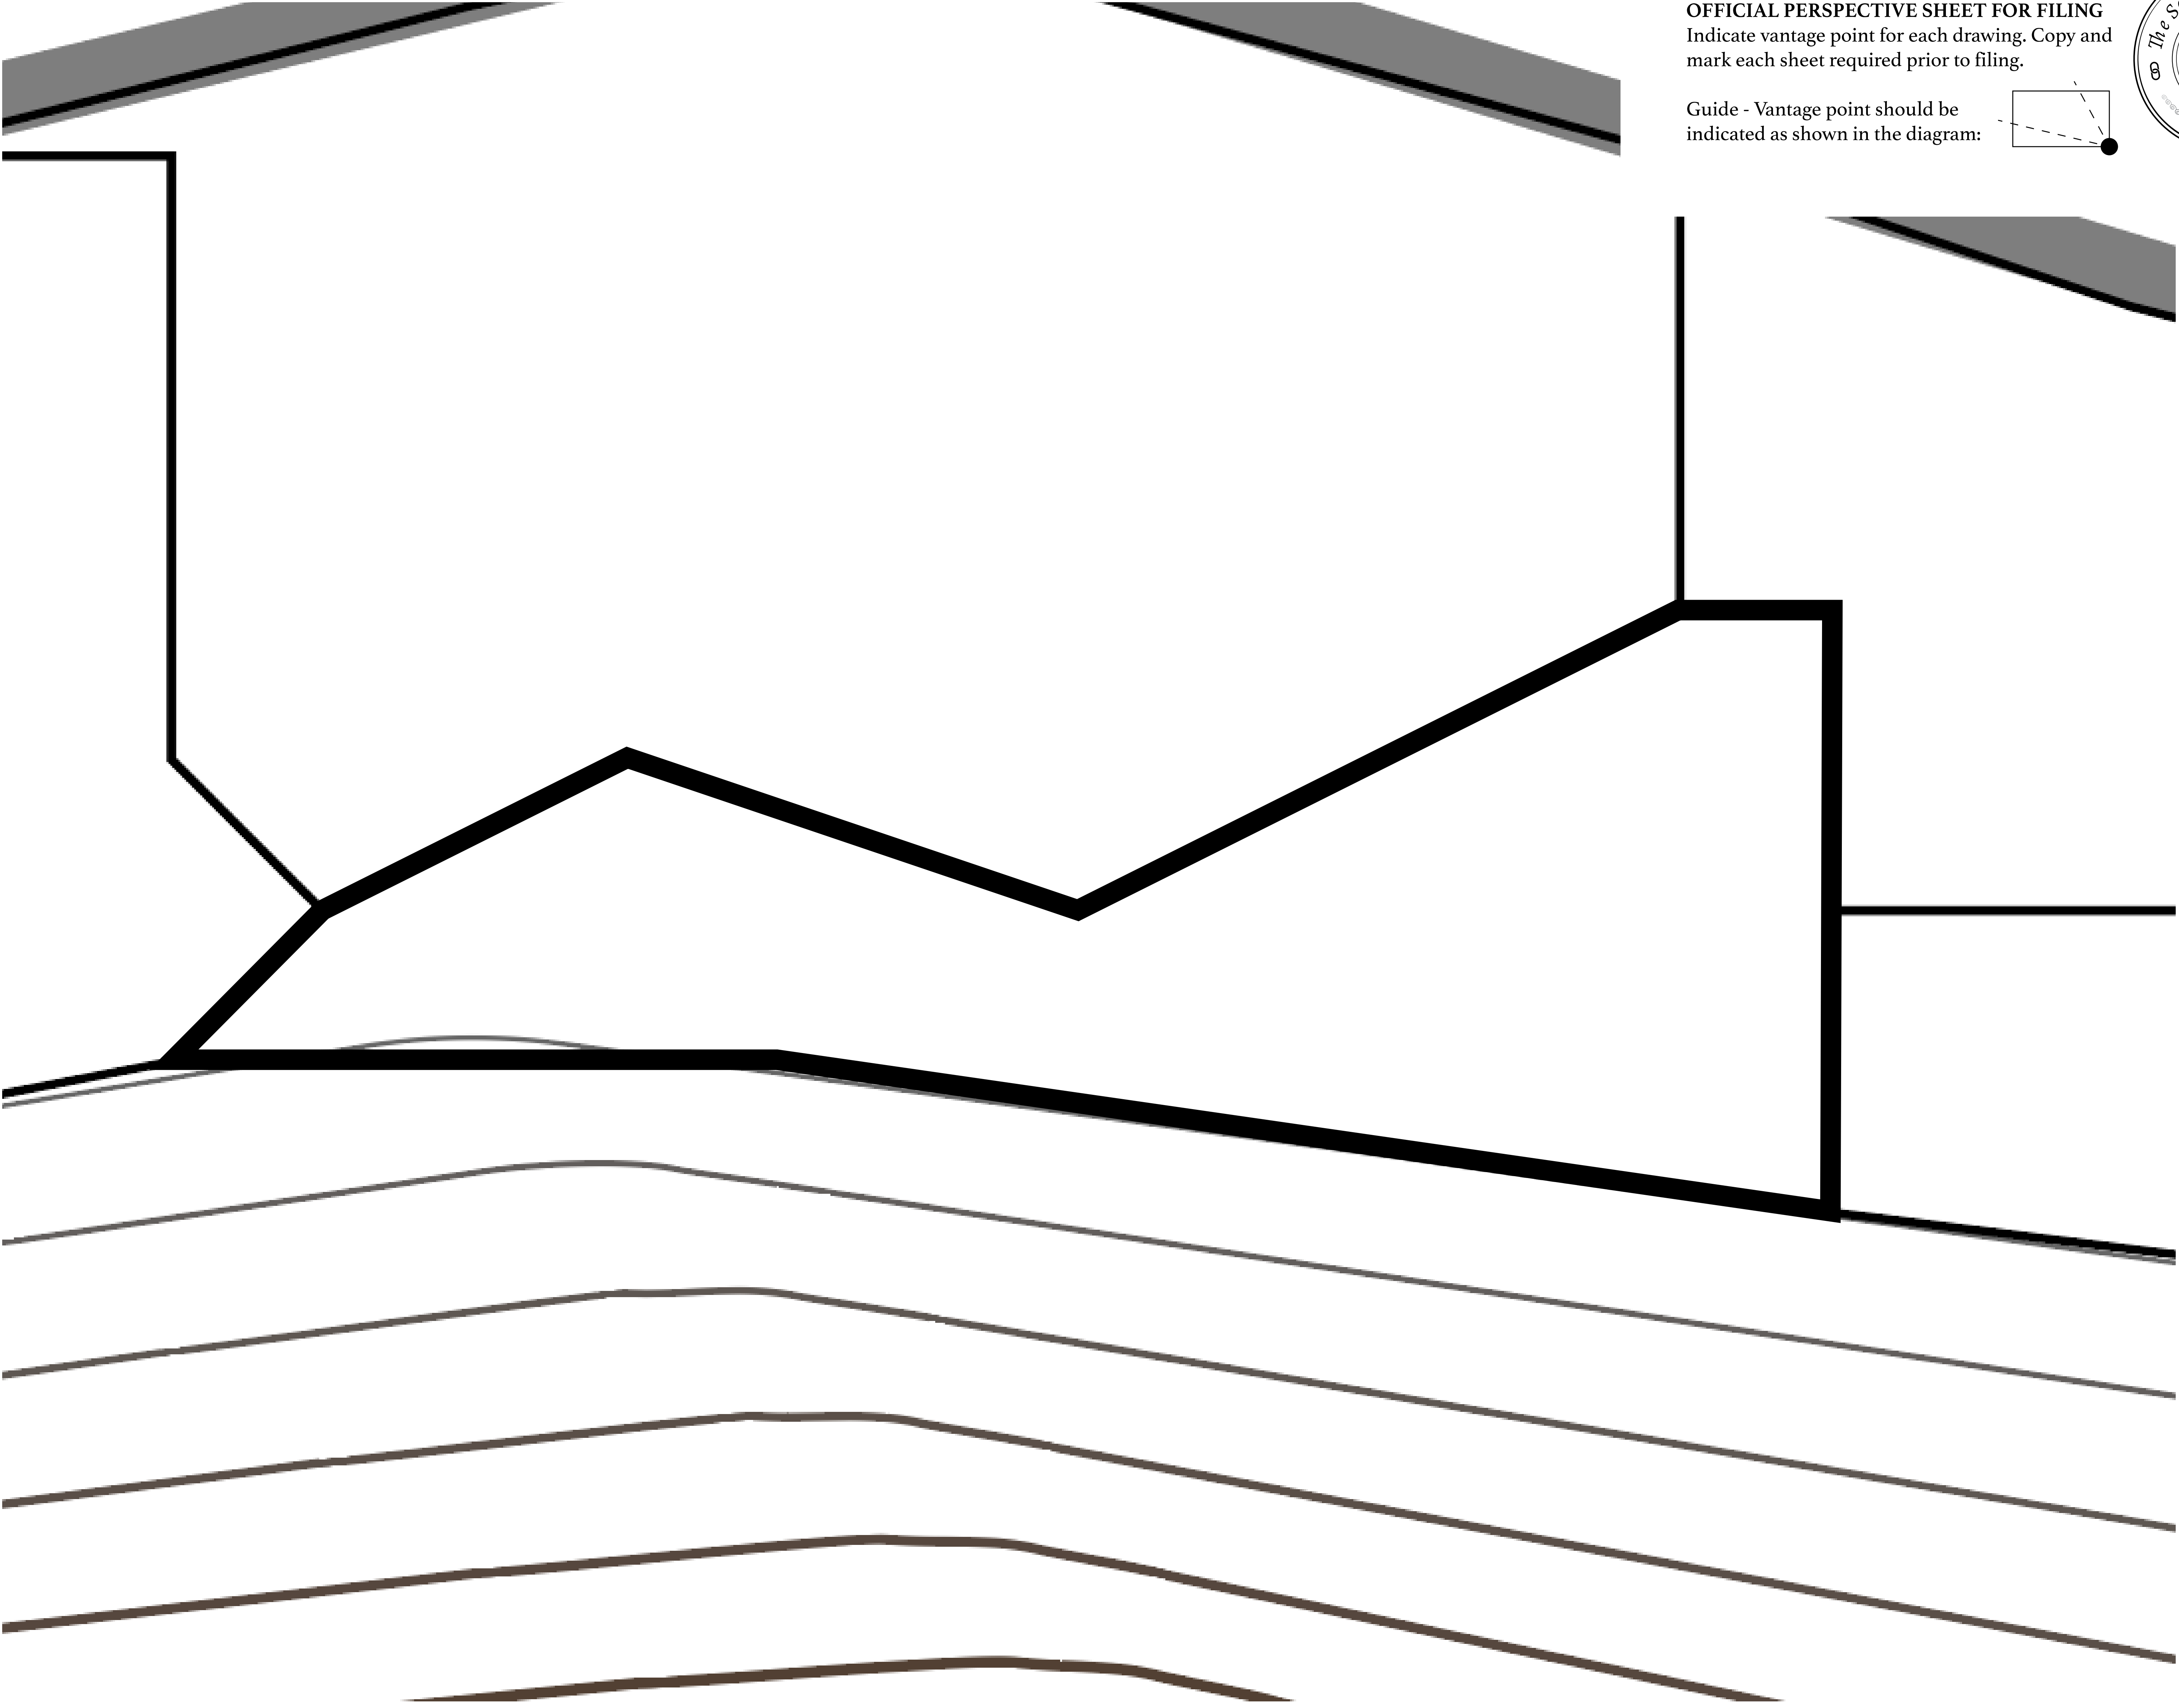 OFFICIAL PERSPECTIVE SHEET FOR FILING
Indicate vantage point for each drawing. Copy and
mark each sheet required prior to filing.
Guide - Vantage point should be
indicated as shown in the diagram:
The